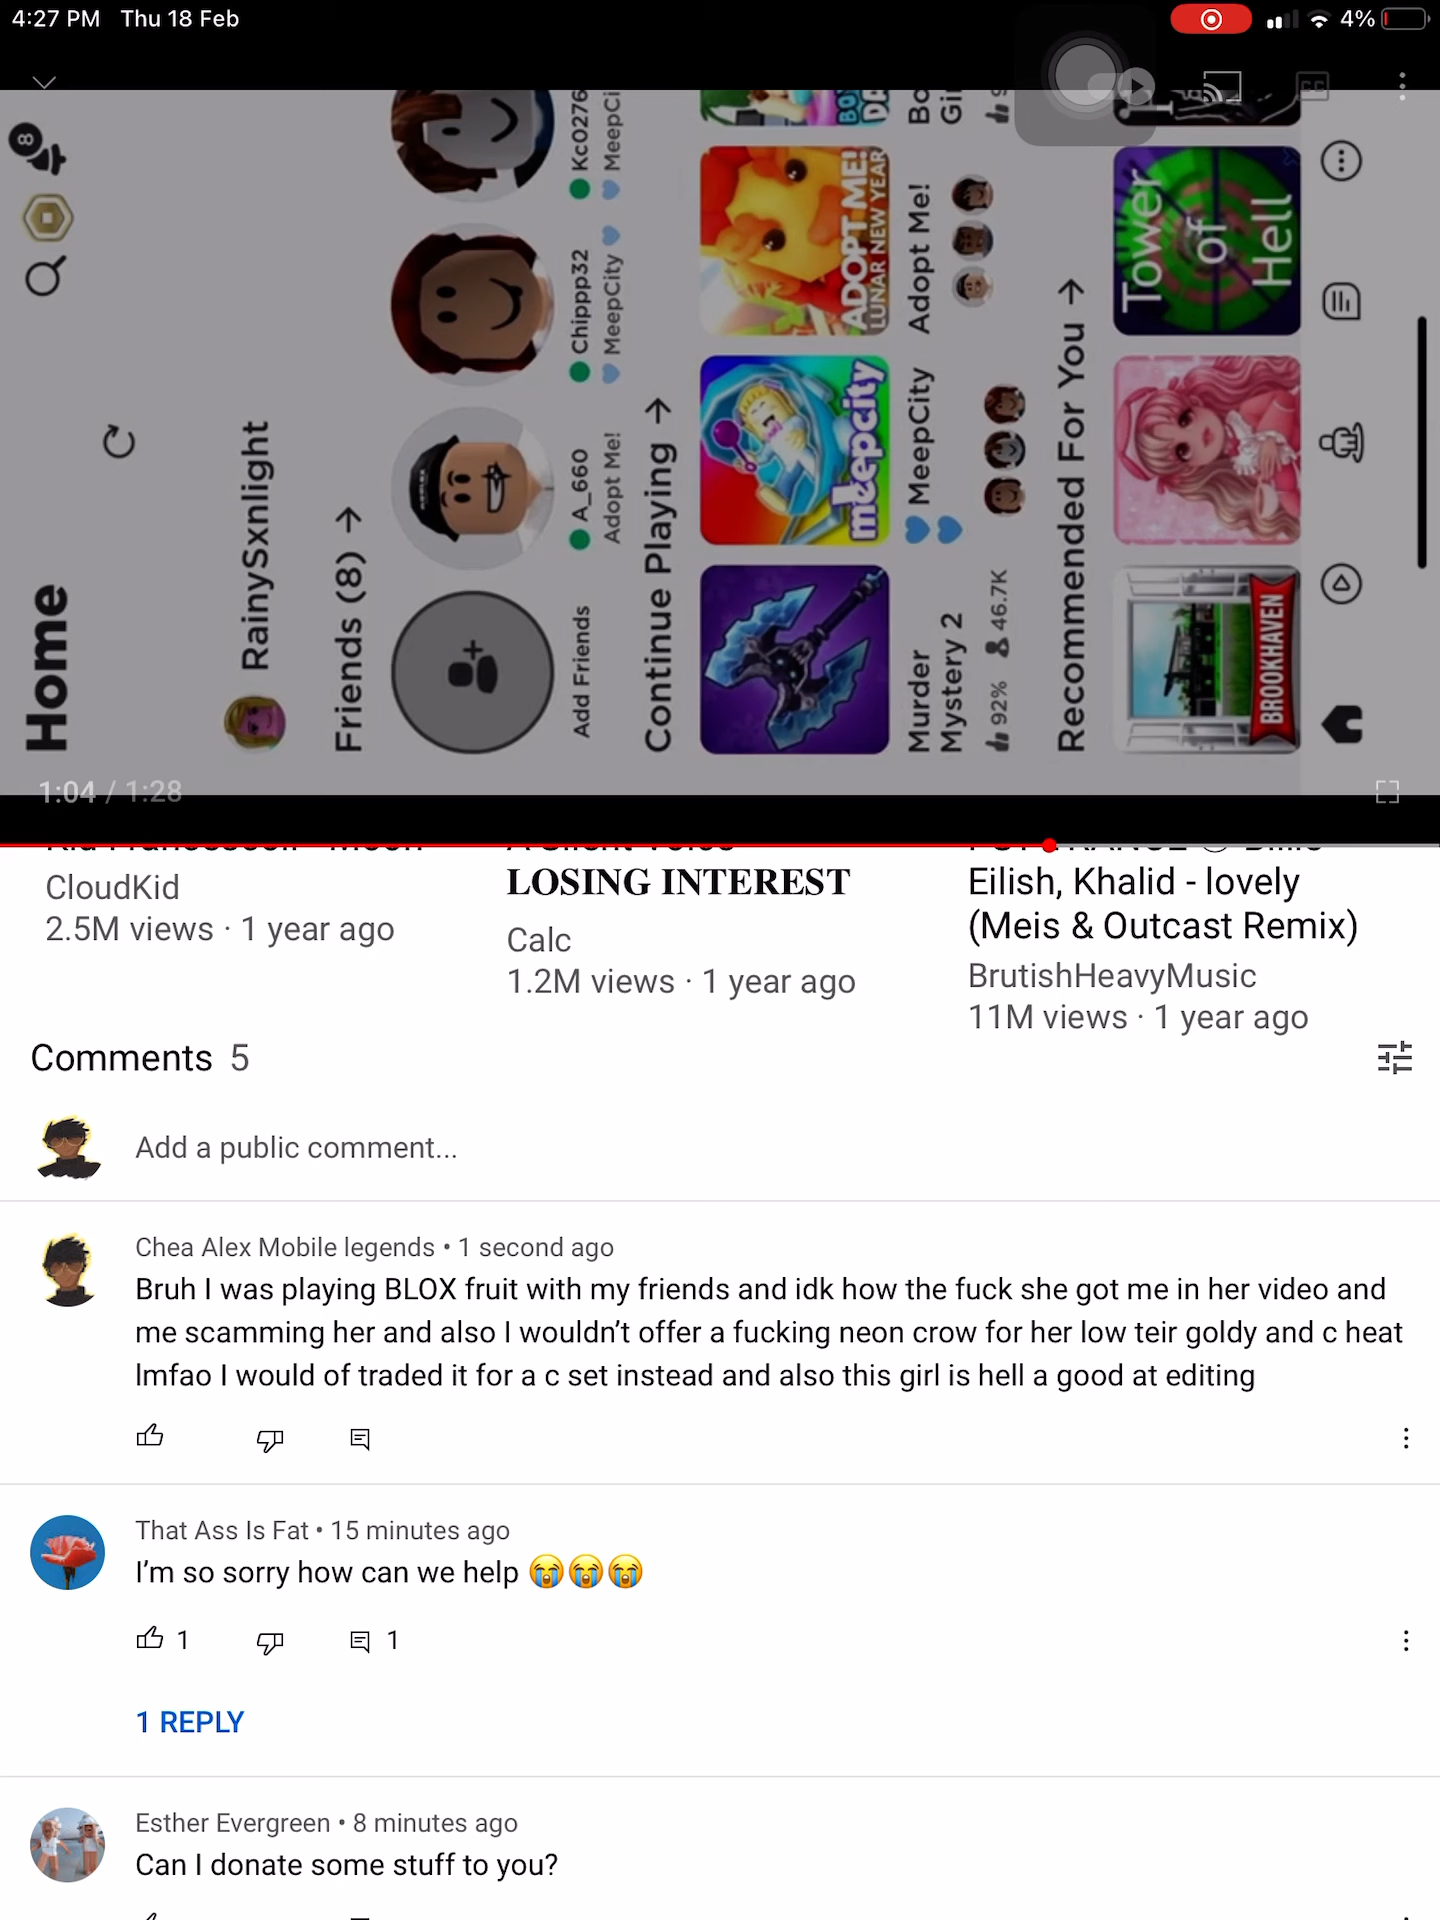 4:27 PM Thu 18 Feb
4%
8
Home
RainySxnlight
Friends (8) →
Add Friends
A_660
Adopt Me!
Chippp32
MeepCity
Kc0276
MeepCi
Continue Playing →
meepcity
ADOPT ME!
LUNAR NEW YEAR
Murder
Mystery 2
92% 46.7K
MeepCity
Adopt Me!
Bo
Gi
9
Recommended For You →
BROOKHAVEN
Tower
of
Hell
CC
1:04 / 1:28
CloudKid
2.5M views · 1 year ago
LOSING INTEREST
Calc
1.2M views · 1 year ago
Eilish, Khalid - lovely
(Meis & Outcast Remix)
BrutishHeavyMusic
11M views · 1 year ago
Comments 5
Add a public comment...
Chea Alex Mobile legends • 1 second ago
Bruh I was playing BLOX fruit with my friends and idk how the fuck she got me in her video and
me scamming her and also I wouldn’t offer a fucking neon crow for her low teir goldy and c heat
lmfao I would of traded it for a c set instead and also this girl is hell a good at editing
That Ass Is Fat • 15 minutes ago
I’m so sorry how can we help 😭😭😭
1 1
1 REPLY
Esther Evergreen • 8 minutes ago
Can I donate some stuff to you?